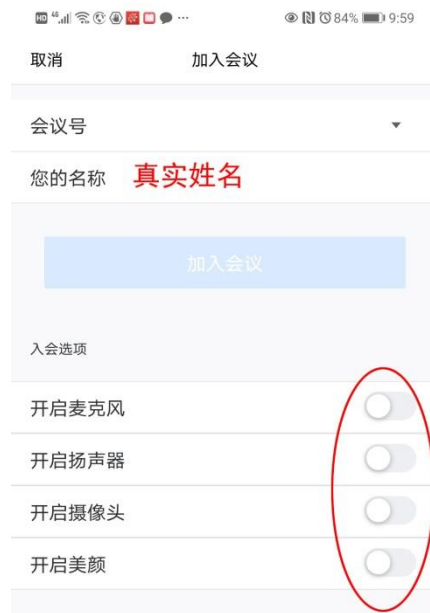 HD 46 84% 9:59
取消 加入会议
会议号
您的名称 真实姓名
加入会议
入会选项
开启麦克风
开启扬声器
开启摄像头
开启美颜